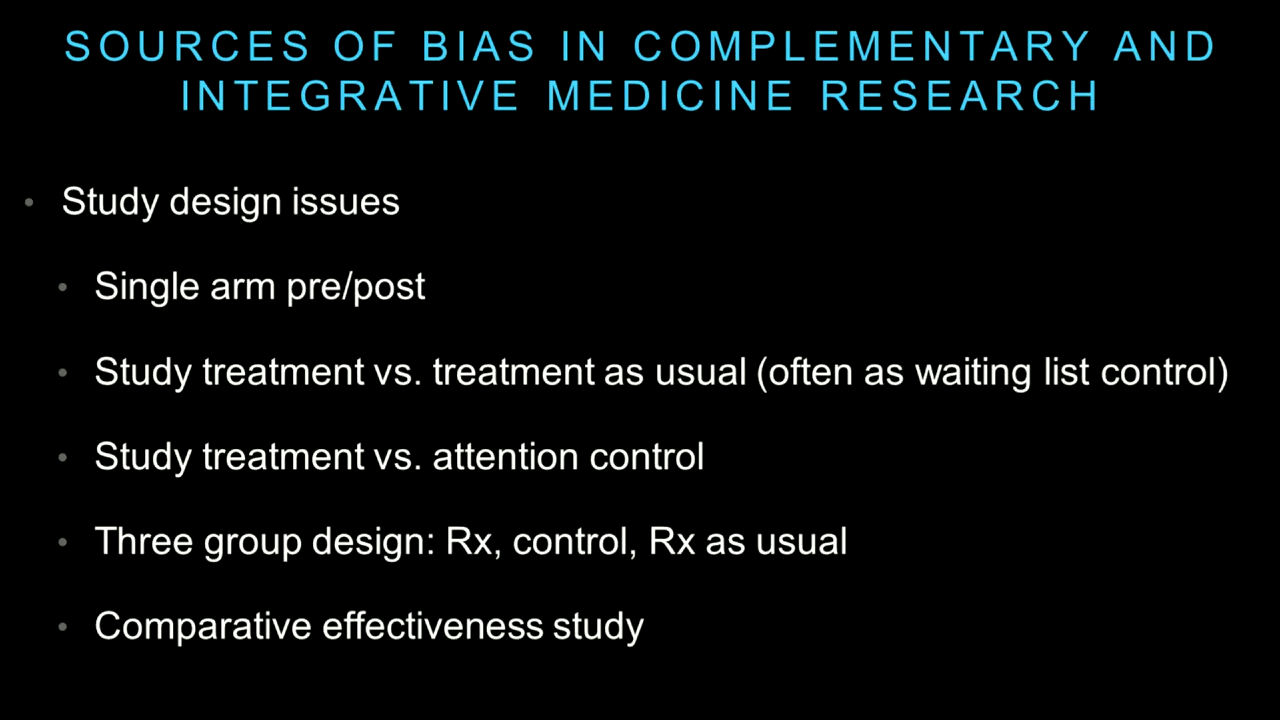 SOURCES OF BIAS IN COMPLEMENTARY AND
INTEGRATIVE MEDICINE RESEARCH
• Study design issues
• Single arm pre/post
• Study treatment vs. treatment as usual (often as waiting list control)
• Study treatment vs. attention control
• Three group design: Rx, control, Rx as usual
• Comparative effectiveness study